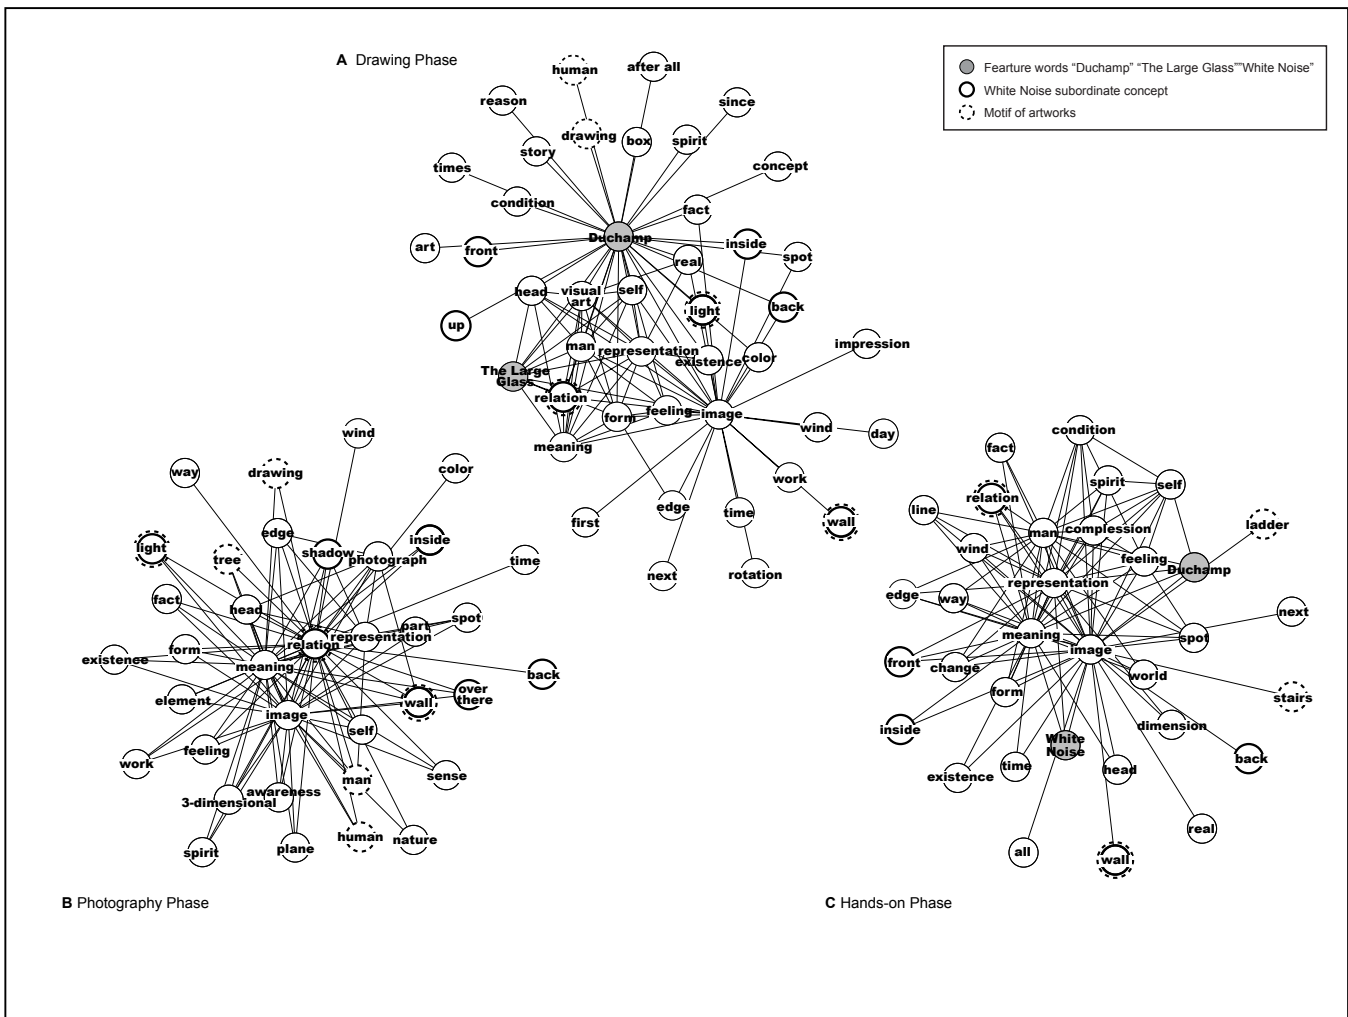 A Drawing Phase
Fearture words “Duchamp” “The Large Glass””White Noise”
White Noise subordinate concept
Motif of artworks
human
after all
reason
since
drawing
box
spirit
story
times
concept
condition
fact
Duchamp
art
front
inside
real
spot
head
visual
art
self
light
back
up
man
representation
existence
color
impression
The Large
Glass
relation
form
feeling
image
meaning
wind
day
work
edge
time
first
wall
next
rotation
wind
way
drawing
color
edge
light
tree
shadow
photograph
inside
time
fact
head
part
spot
relation
representation
form
existence
meaning
back
element
wall
over
there
image
self
feeling
work
man
sense
awareness
3-dimensional
human
nature
spirit
plane
B Photography Phase
condition
fact
spirit
self
relation
line
man
complession
ladder
wind
feeling
Duchamp
representation
edge
way
next
meaning
spot
image
front
change
world
form
stairs
inside
dimension
White
Noise
back
existence
time
head
real
all
wall
C Hands-on Phase